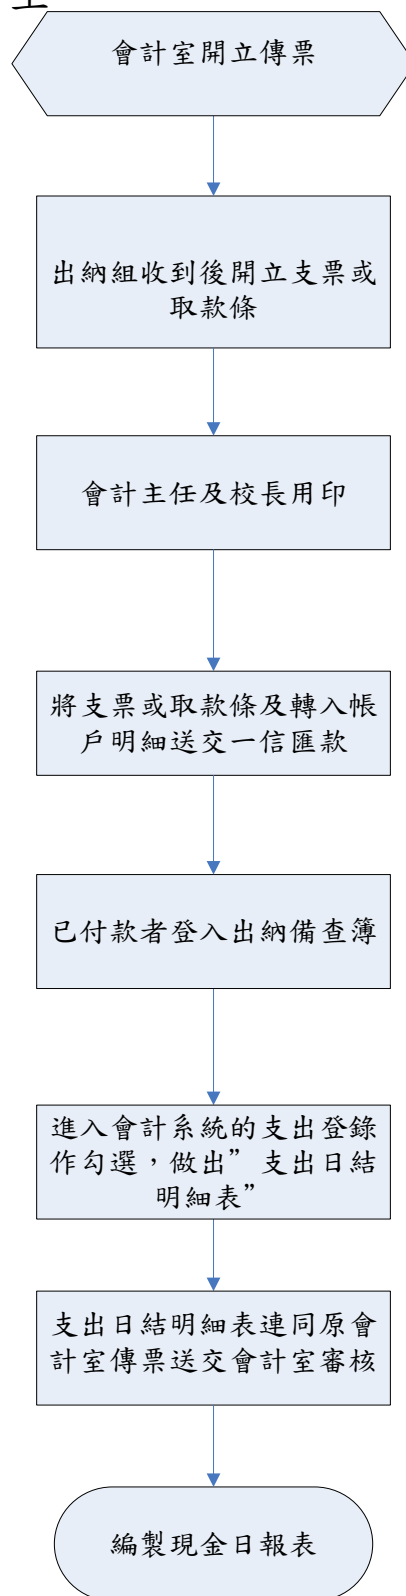 會計室開立傳票
出納組收到後開立支票或
取款條
會計主任及校長用印
將支票或取款條及轉入帳
戶明細送交一信匯款
已付款者登入出納備查簿
進入會計系統的支出登錄
作勾選，做出”支出日結
明細表”
支出日結明細表連同原會
計室傳票送交會計室審核
編製現金日報表